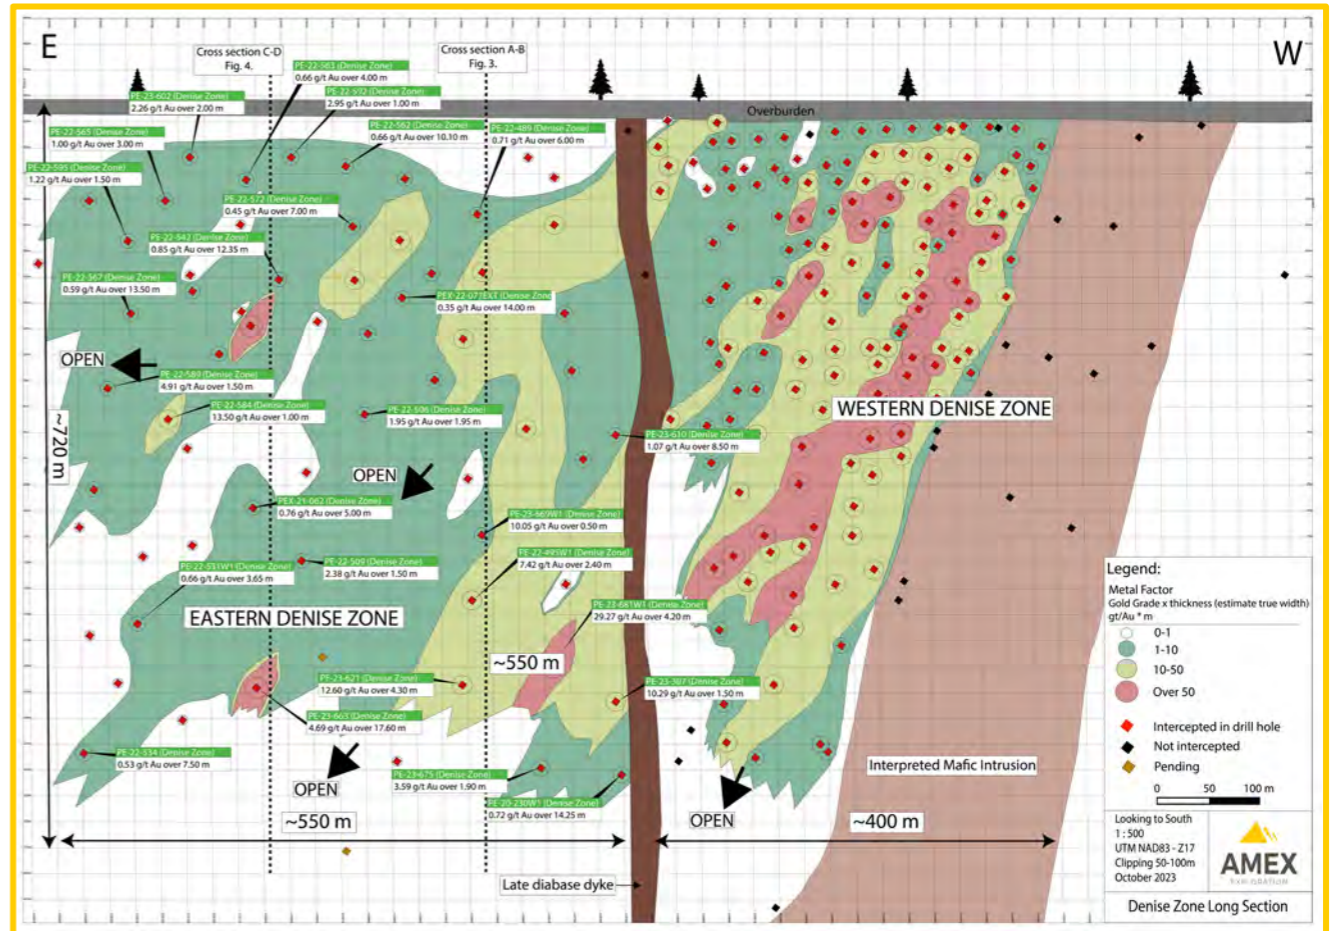 E
W
Cross section C-D
Fig. 4.
Cross section A-B
Fig. 3.
PE-22-563 (Denise Zone)
0.66 g/t Au over 4.00 m
PE-23-602 (Denise Zone)
2.26 g/t Au over 2.00 m
PE-22-592 (Denise Zone)
2.95 g/t Au over 1.00 m
Overburden
PE-22-565 (Denise Zone)
1.00 g/t Au over 3.00 m
PE-22-562 (Denise Zone)
0.66 g/t Au over 10.10 m
PE-22-489 (Denise Zone)
0.71 g/t Au over 6.00 m
PE-22-595 (Denise Zone)
1.22 g/t Au over 1.50 m
PE-22-572 (Denise Zone)
0.45 g/t Au over 7.00 m
PE-22-542 (Denise Zone)
0.85 g/t Au over 12.35 m
PE-22-567 (Denise Zone)
0.59 g/t Au over 13.50 m
PEX-22-077EXT (Denise Zone
0.35 g/t Au over 14.00 m
OPEN
PE-22-589 (Denise Zone)
4.91 g/t Au over 1.50 m
PE-22-584 (Denise Zone)
13.50 g/t Au over 1.00 m
PE-22-506 (Denise Zone)
1.95 g/t Au over 1.95 m
WESTERN DENISE ZONE
~720 m
PE-23-610 (Denise Zone)
1.07 g/t Au over 8.50 m
OPEN
PEX-21-062 (Denise Zone)
0.76 g/t Au over 5.00 m
PE-23-669W1 (Denise Zone)
10.05 g/t Au over 0.50 m
PE-22-551W1 (Denise Zone)
0.66 g/t Au over 3.65 m
PE-22-509 (Denise Zone)
2.38 g/t Au over 1.50 m
PE-22-495W1 (Denise Zone)
7.42 g/t Au over 2.40 m
PE-23-681W1 (Denise Zone)
29.27 g/t Au over 4.20 m
EASTERN DENISE ZONE
~550 m
PE-23-621 (Denise Zone)
12.60 g/t Au over 4.30 m
(Denise Zone)
10.29 g/t Au over 1.50 m
PE-23-663 (Denise Zone)
4.69 g/t Au over 17.60 m
PE-22-534 (Denise Zone)
0.53 g/t Au over 7.50 m
PE-23-675 (Denise Zone)
3.59 g/t Au over 1.90 m
OPEN
PE-20-230W1 (Denise Zone)
0.72 g/t Au over 14.25 m
OPEN
Interpreted Mafic Intrusion
~550 m
~400 m
Late diabase dyke
Legend:
Metal Factor
Gold Grade x thickness (estimate true width)
gt/Au * m
0-1
1-10
10-50
Over 50
Intercepted in drill hole
Not intercepted
Pending
0 50 100 m
Looking to South
1 : 500
UTM NAD83 - Z17
Clipping 50-100m
October 2023
AMEX
EXPLORATION
Denise Zone Long Section